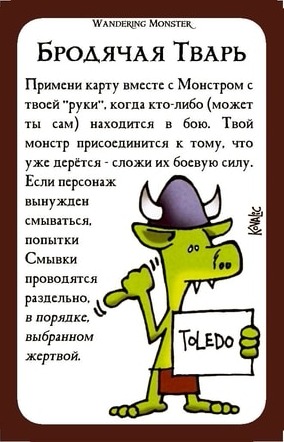 Wandering Monster
Бродячая Тварь
Примени карту вместе с Монстром с
твоей "руки", когда кто-либо (может
ты сам) находится в бою. Твой
монстр присоединится к тому, что
уже дерётся - сложи их боевую силу.
Если персонаж
вынужден
смываться,
попытки
Смывки
проводятся
раздельно,
в порядке,
выбранном
жертвой.
Kovalic
Toledo